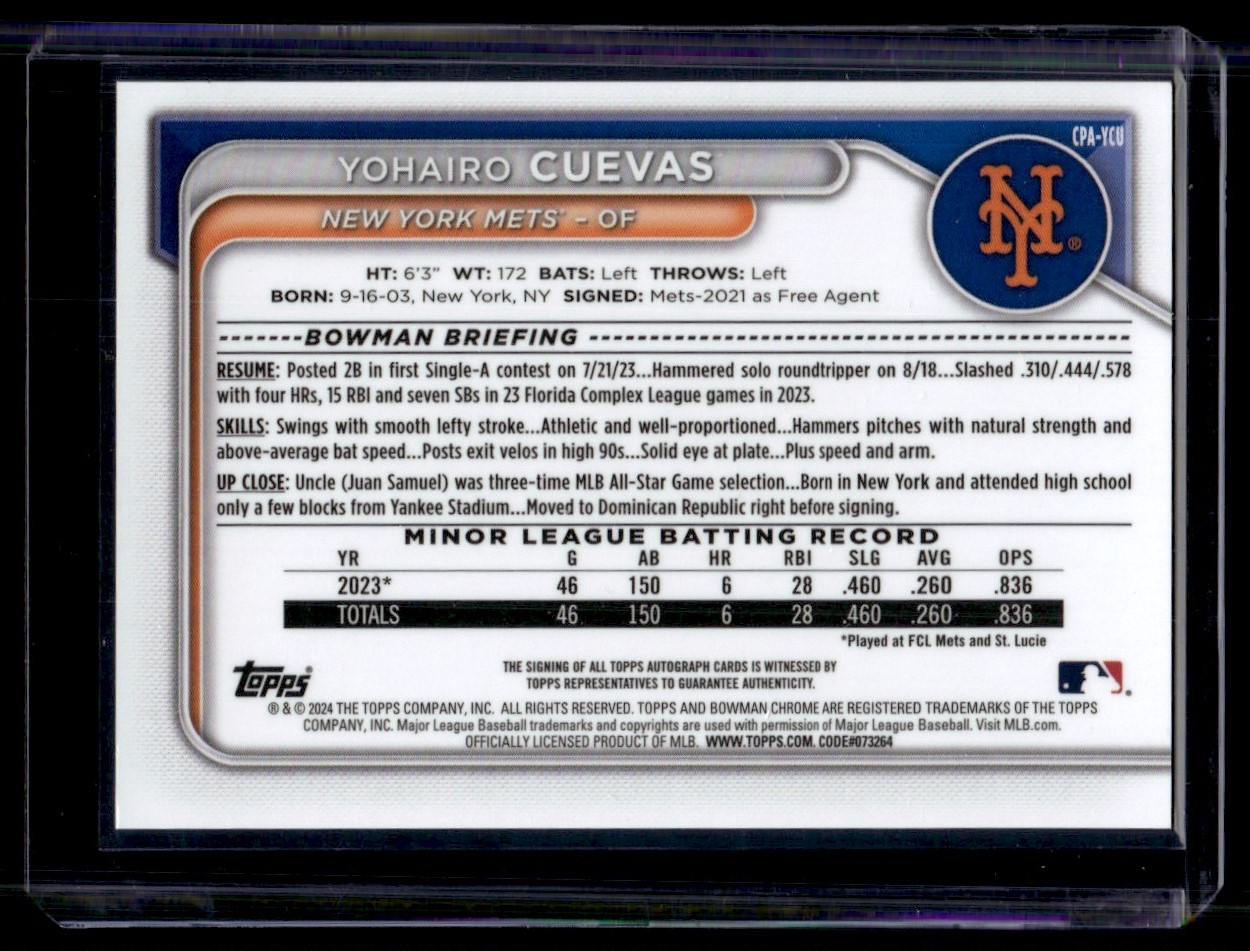 CPA-YCU
YOHAIRO CUEVAS
NY®
NEW YORK METS™ – OF
HT: 6'3" WT: 172 BATS: Left THROWS: Left
BORN: 9-16-03, New York, NY SIGNED: Mets-2021 as Free Agent
BOWMAN BRIEFING
RESUME: Posted 2B in first Single-A contest on 7/21/23...Hammered solo roundtripper on 8/18...Slashed .310/.444/.578
with four HRs, 15 RBI and seven SBs in 23 Florida Complex League games in 2023.
SKILLS: Swings with smooth lefty stroke...Athletic and well-proportioned...Hammers pitches with natural strength and
above-average bat speed...Posts exit velos in high 90s...Solid eye at plate...Plus speed and arm.
UP CLOSE: Uncle (Juan Samuel) was three-time MLB All-Star Game selection...Born in New York and attended high school
only a few blocks from Yankee Stadium...Moved to Dominican Republic right before signing.
MINOR LEAGUE BATTING RECORD
YR G AB HR RBI SLG AVG OPS
2023* 46 150 6 28 .460 .260 .836
TOTALS 46 150 6 28 .460 .260 .836
*Played at FCL Mets and St. Lucie
Topps®
THE SIGNING OF ALL TOPPS AUTOGRAPH CARDS IS WITNESSED BY
TOPPS REPRESENTATIVES TO GUARANTEE AUTHENTICITY.
® & © 2024 THE TOPPS COMPANY, INC. ALL RIGHTS RESERVED. TOPPS AND BOWMAN CHROME ARE REGISTERED TRADEMARKS OF THE TOPPS
COMPANY, INC. Major League Baseball trademarks and copyrights are used with permission of Major League Baseball. Visit MLB.com.
OFFICIALLY LICENSED PRODUCT OF MLB. WWW.TOPPS.COM. CODE#073264